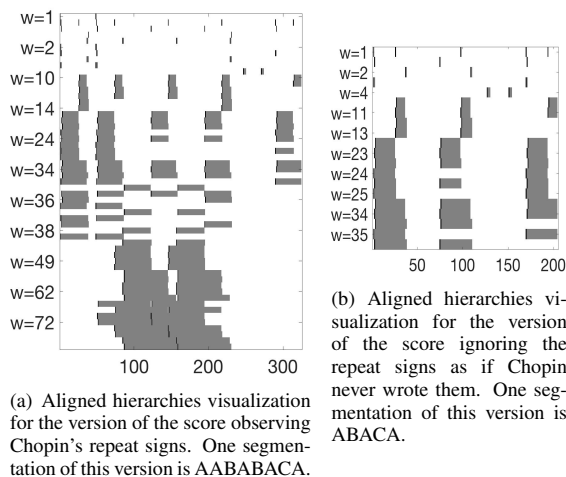 w=1
w=2
w=10
w=14
w=24
w=34
w=36
w=38
w=49
w=62
w=72
100 200 300
(a) Aligned hierarchies visualization
for the version of the score observing
Chopin's repeat signs. One segmen-
tation of this version is AABABACA.
w=1
w=2
w=4
w=11
w=13
w=23
w=24
w=25
w=34
w=35
50 100 150 200
(b) Aligned hierarchies vi-
sualization for the version
of the score ignoring the
repeat signs as if Chopin
never wrote them. One seg-
mentation of this version is
ABACA.